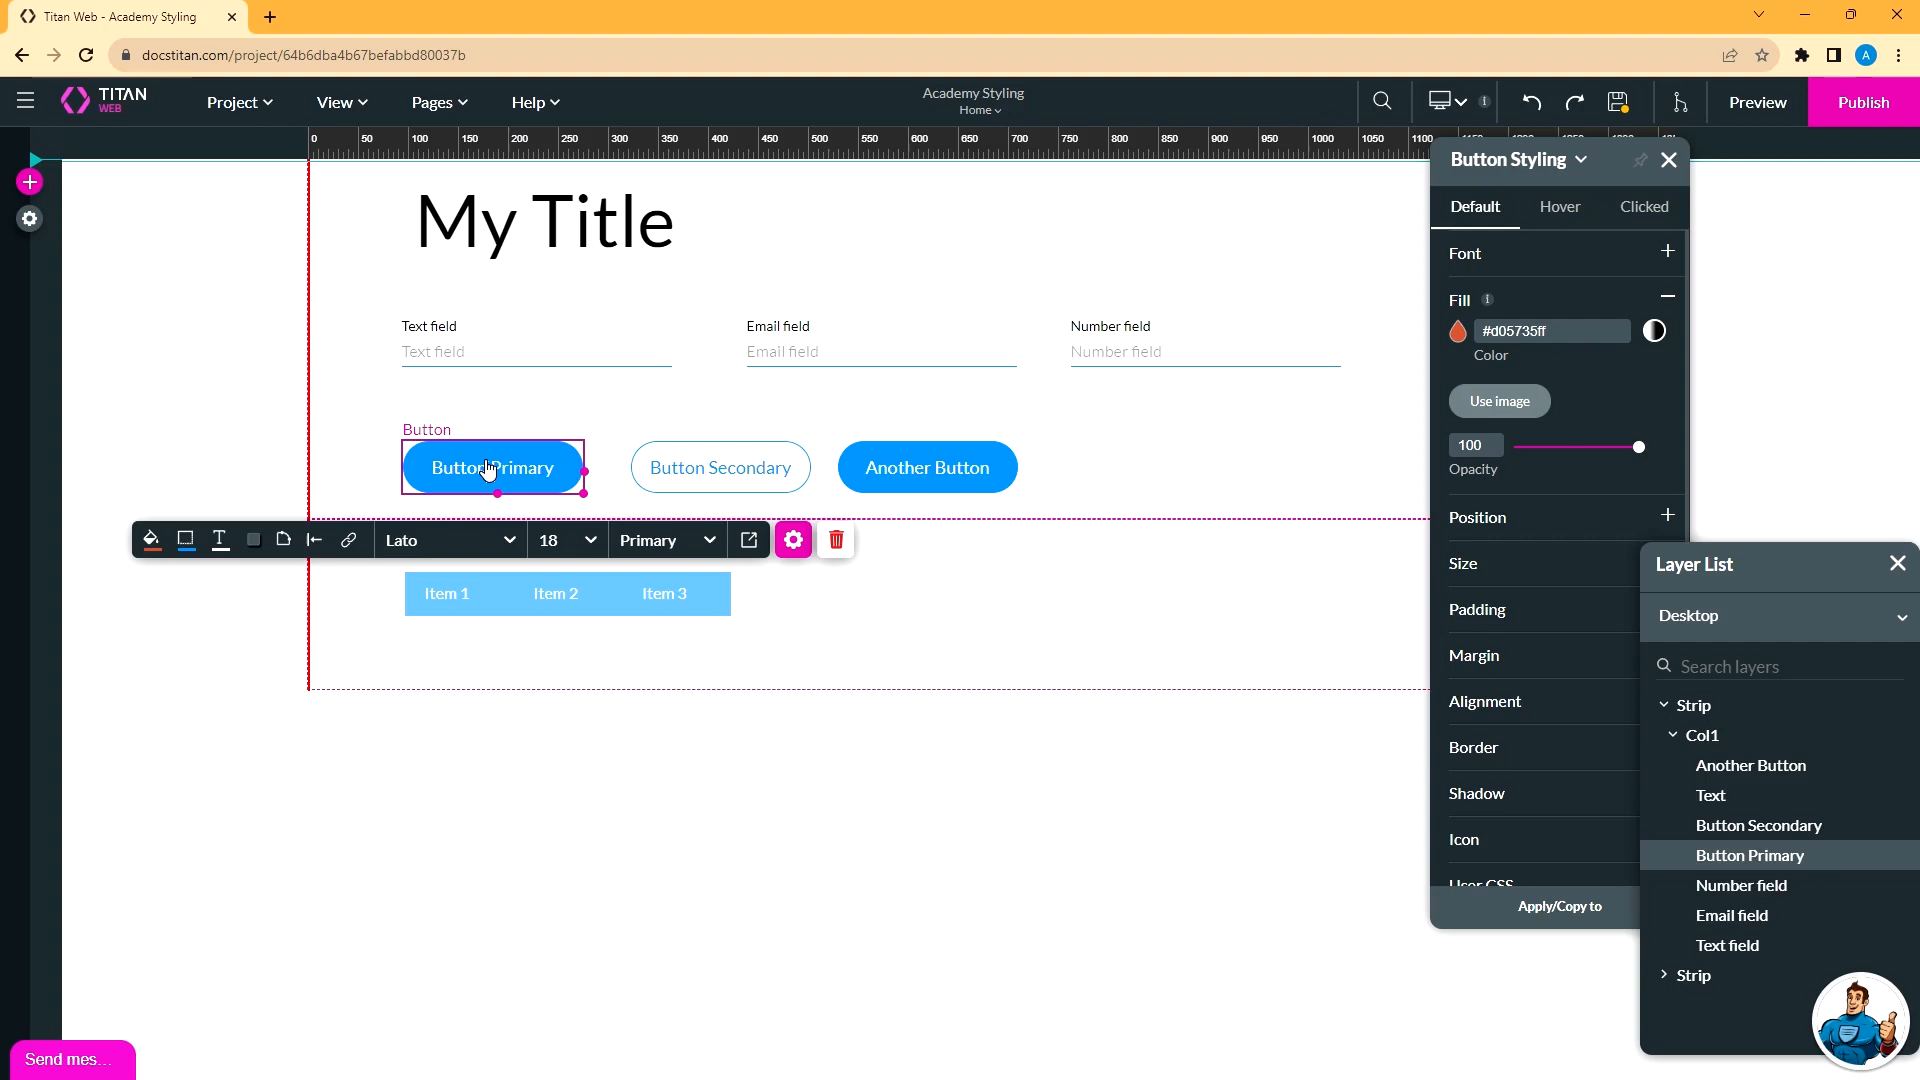 Titan Web - Academy Styling
docstitan.com/project/64b6dba4b67befabbd80037b
A
TITAN
WEB
Project
View
Pages
Help
Academy Styling
Home
Preview
Publish
0 50 100 150 200 250 300 350 400 450 500 550 600 650 700 750 800 850 900 950 1000 1050 1100
My Title
Text field
Email field
Number field
Text field
Email field
Number field
Button
Button Primary
Button Secondary
Another Button
Lato
18
Primary
Item 1
Item 2
Item 3
Button Styling
Default
Hover
Clicked
Font
Fill
#d05735ff
Color
Use image
100
Opacity
Position
Size
Padding
Margin
Alignment
Border
Shadow
Icon
User CSS
Apply/Copy to
Layer List
Desktop
Search layers
Strip
Col1
Another Button
Text
Button Secondary
Button Primary
Number field
Email field
Text field
Strip
Send mes...